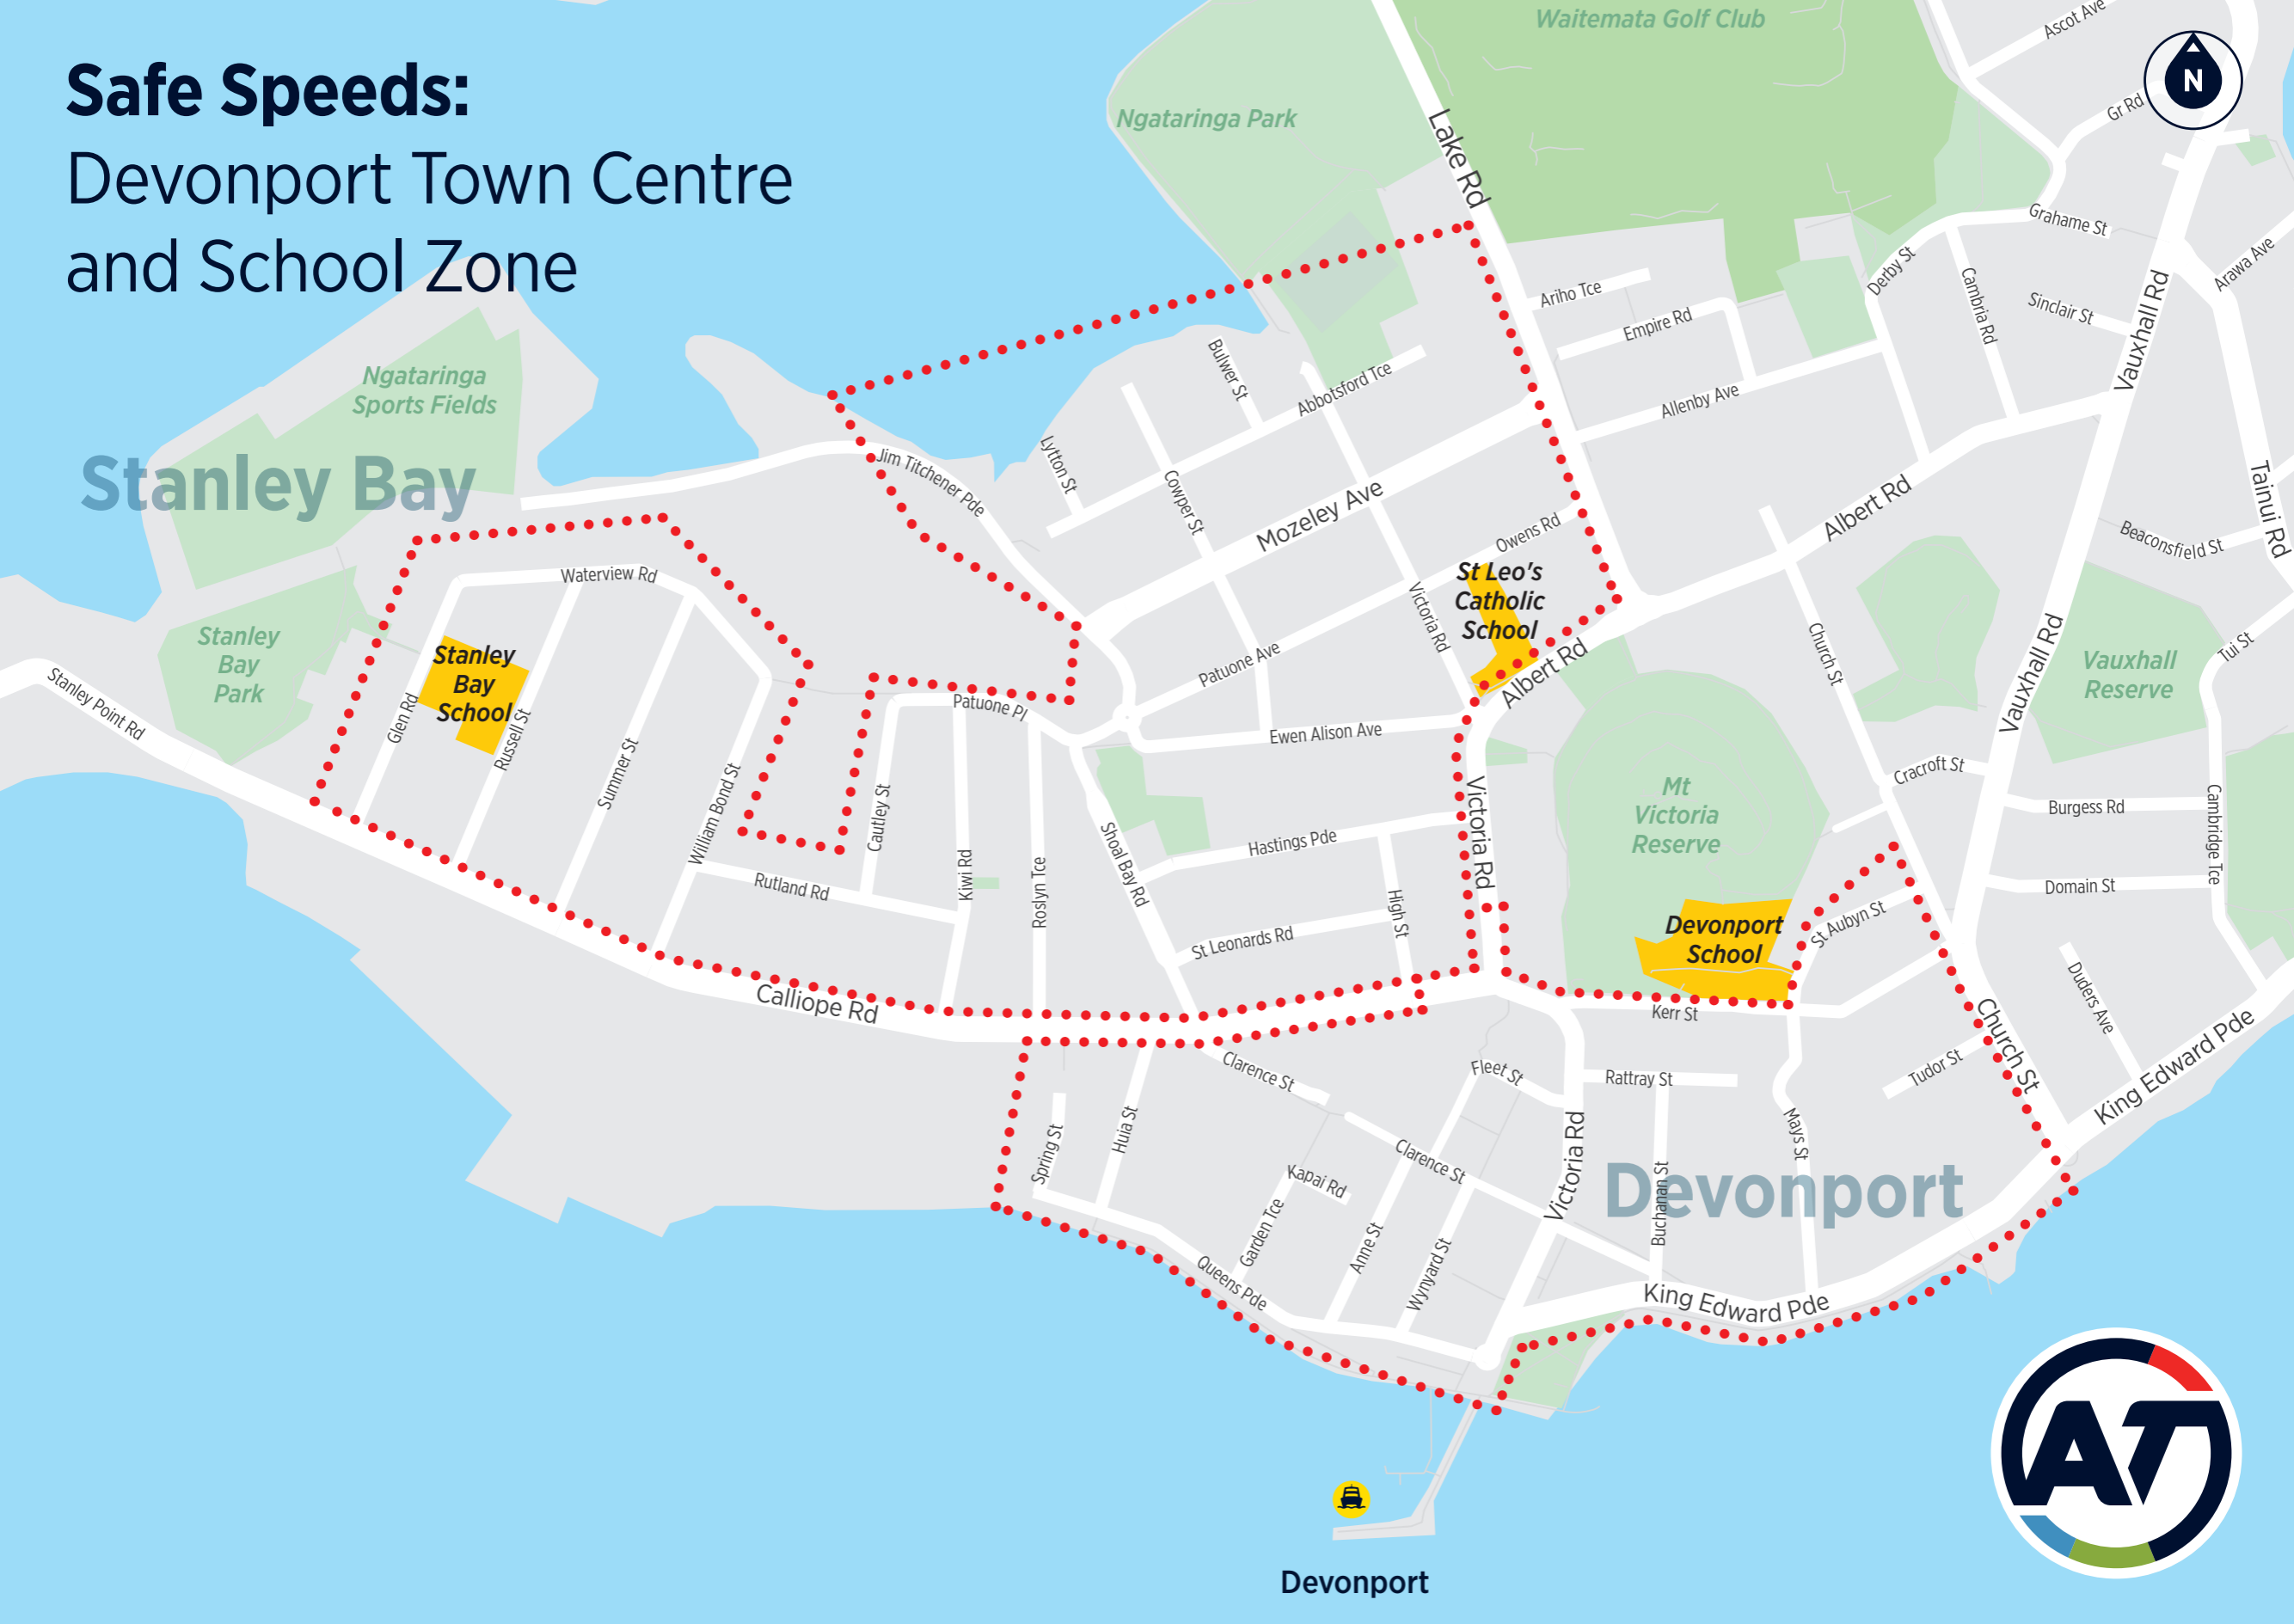 Safe Speeds:
Devonport Town Centre
and School Zone
Waitemata Golf Club
Ascot Ave
N
Gr Rd
Ngataringa Park
Lake Rd
Grahame St
Arawa Ave
Derby St
Cambria Rd
Sinclair St
Vauxhall Rd
Ariho Tce
Empire Rd
Allenby Ave
Ngataringa
Sports Fields
Stanley Bay
Bulwer St
Abbotsford Tce
Lytton St
Cowper St
Jim Titchener Pde
Mozeley Ave
Owens Rd
Albert Rd
Tainui Rd
Beaconsfield St
Waterview Rd
St Leo's
Catholic
School
Victoria Rd
Albert Rd
Church St
Vauxhall Rd
Vauxhall
Reserve
Tui St
Stanley
Bay
Park
Stanley
Bay
School
Stanley Point Rd
Glen Rd
Russell St
Summer St
William Bond St
Patuone Pl
Patuone Ave
Ewen Alison Ave
Cautley St
Kiwi Rd
Roslyn Tce
Shoal Bay Rd
Hastings Pde
Victoria Rd
Mt
Victoria
Reserve
Cracroft St
Burgess Rd
Cambridge Tce
Domain St
Rutland Rd
St Leonards Rd
High St
Devonport
School
St Aubyn St
Duders Ave
Calliope Rd
Kerr St
Church St
King Edward Pde
Clarence St
Fleet St
Rattray St
Tudor St
Spring St
Huia St
Clarence St
Kapai Rd
Garden Tce
Anne St
Wynyard St
Victoria Rd
Buchanan St
Mays St
Devonport
Queens Pde
King Edward Pde
AT
Devonport